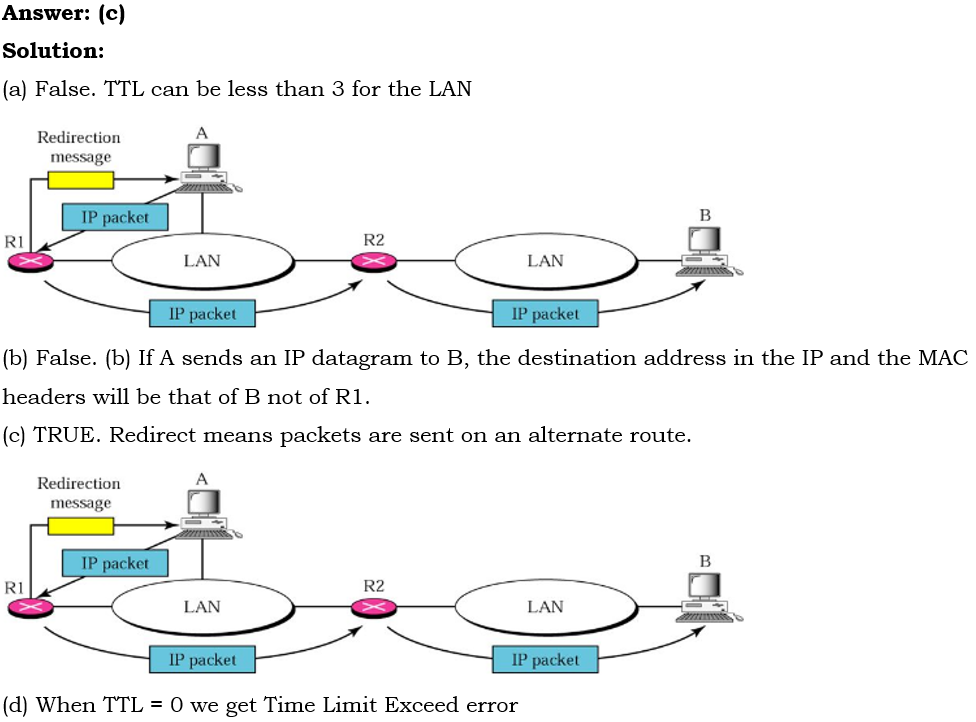 Answer: (c)
Solution:
(a) False. TTL can be less than 3 for the LAN
Redirection
message
A
IP packet
R1
LAN
R2
LAN
B
IP packet
IP packet
(b) False. (b) If A sends an IP datagram to B, the destination address in the IP and the MAC
headers will be that of B not of R1.
(c) TRUE. Redirect means packets are sent on an alternate route.
Redirection
message
A
IP packet
R1
LAN
R2
LAN
B
IP packet
IP packet
(d) When TTL = 0 we get Time Limit Exceed error